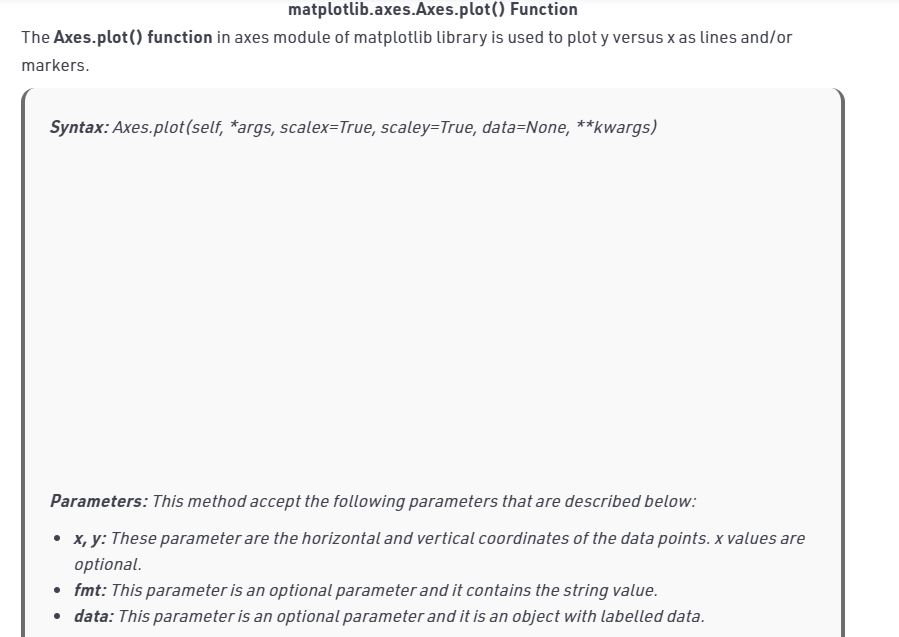 matplotlib.axes.Axes.plot() Function
The Axes.plot() function in axes module of matplotlib library is used to plot y versus x as lines and/or
markers.
Syntax: Axes.plot(self, *args, scalex=True, scaley=True, data=None, **kwargs)
Parameters: This method accept the following parameters that are described below:
• x, y: These parameter are the horizontal and vertical coordinates of the data points. x values are
optional.
• fmt: This parameter is an optional parameter and it contains the string value.
• data: This parameter is an optional parameter and it is an object with labelled data.